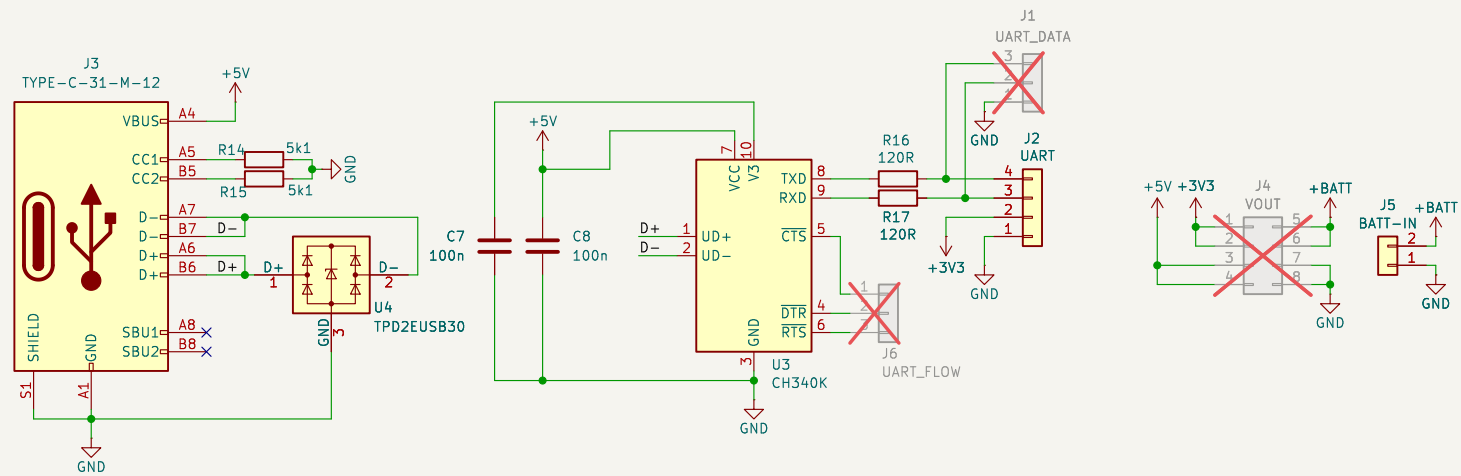 J3
TYPE-C-31-M-12
+5V
VBUS A4
CC1 A5
CC2 B5
R14 5k1
R15 5k1
GND
D- A7
D- B7
D-
D+ A6
D+ B6
D+
SBU1 A8
SBU2 B8
SHIELD
GND
S1
A1
GND
D+
1
D-
2
U4
TPD2EUSB30
GND
3
+5V
C7
100n
C8
100n
D+
D-
7
10
VCC
V3
TXD 8
RXD 9
1 UD+
2 UD-
CTS 5
DTR 4
RTS 6
GND
3
U3
CH340K
GND
R16
120R
R17
120R
J1
UART_DATA
3
2
1
GND
J2
UART
4
3
2
1
+3V3
GND
1
2
3
J6
UART_FLOW
+5V
+3V3
J4
VOUT
+BATT
1 5
2 6
3 7
4 8
GND
J5
BATT-IN
+BATT
2
1
GND